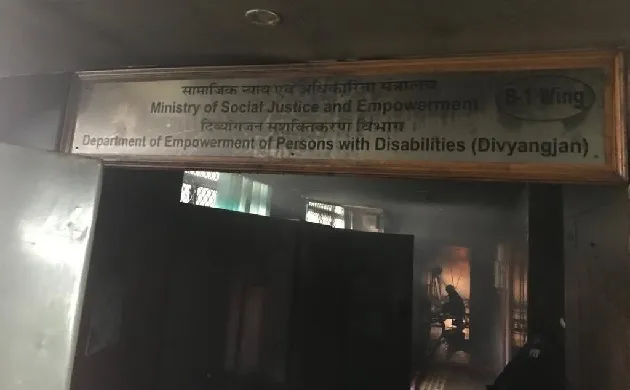 सामाजिक न्याय एवं अधिकारिता मंत्रालय
Ministry of Social Justice and Empowerment
B-1 Wing
दिव्यांगजन सशक्तिकरण विभाग
Department of Empowerment of Persons with Disabilities (Divyangjan)